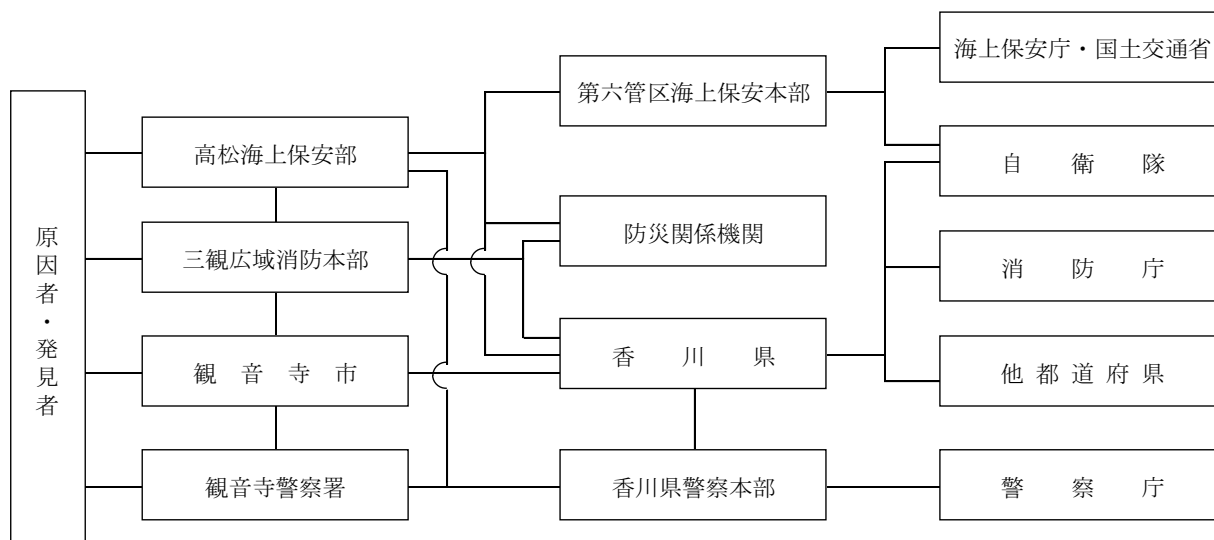 原因者・発見者
高松海上保安部
三観広域消防本部
観音寺市
観音寺警察署
第六管区海上保安本部
防災関係機関
香川県
香川県警察本部
海上保安庁・国土交通省
自衛隊
消防庁
他都道府県
警察庁